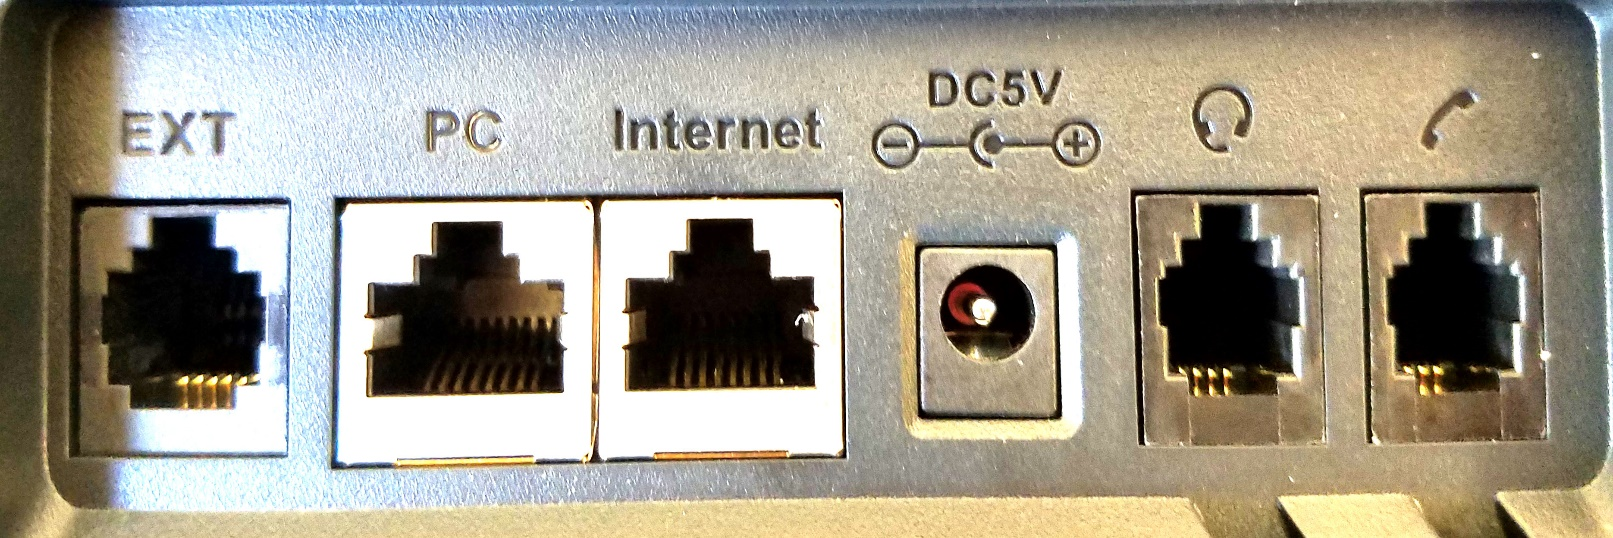 EXT
PC
Internet
DC5V